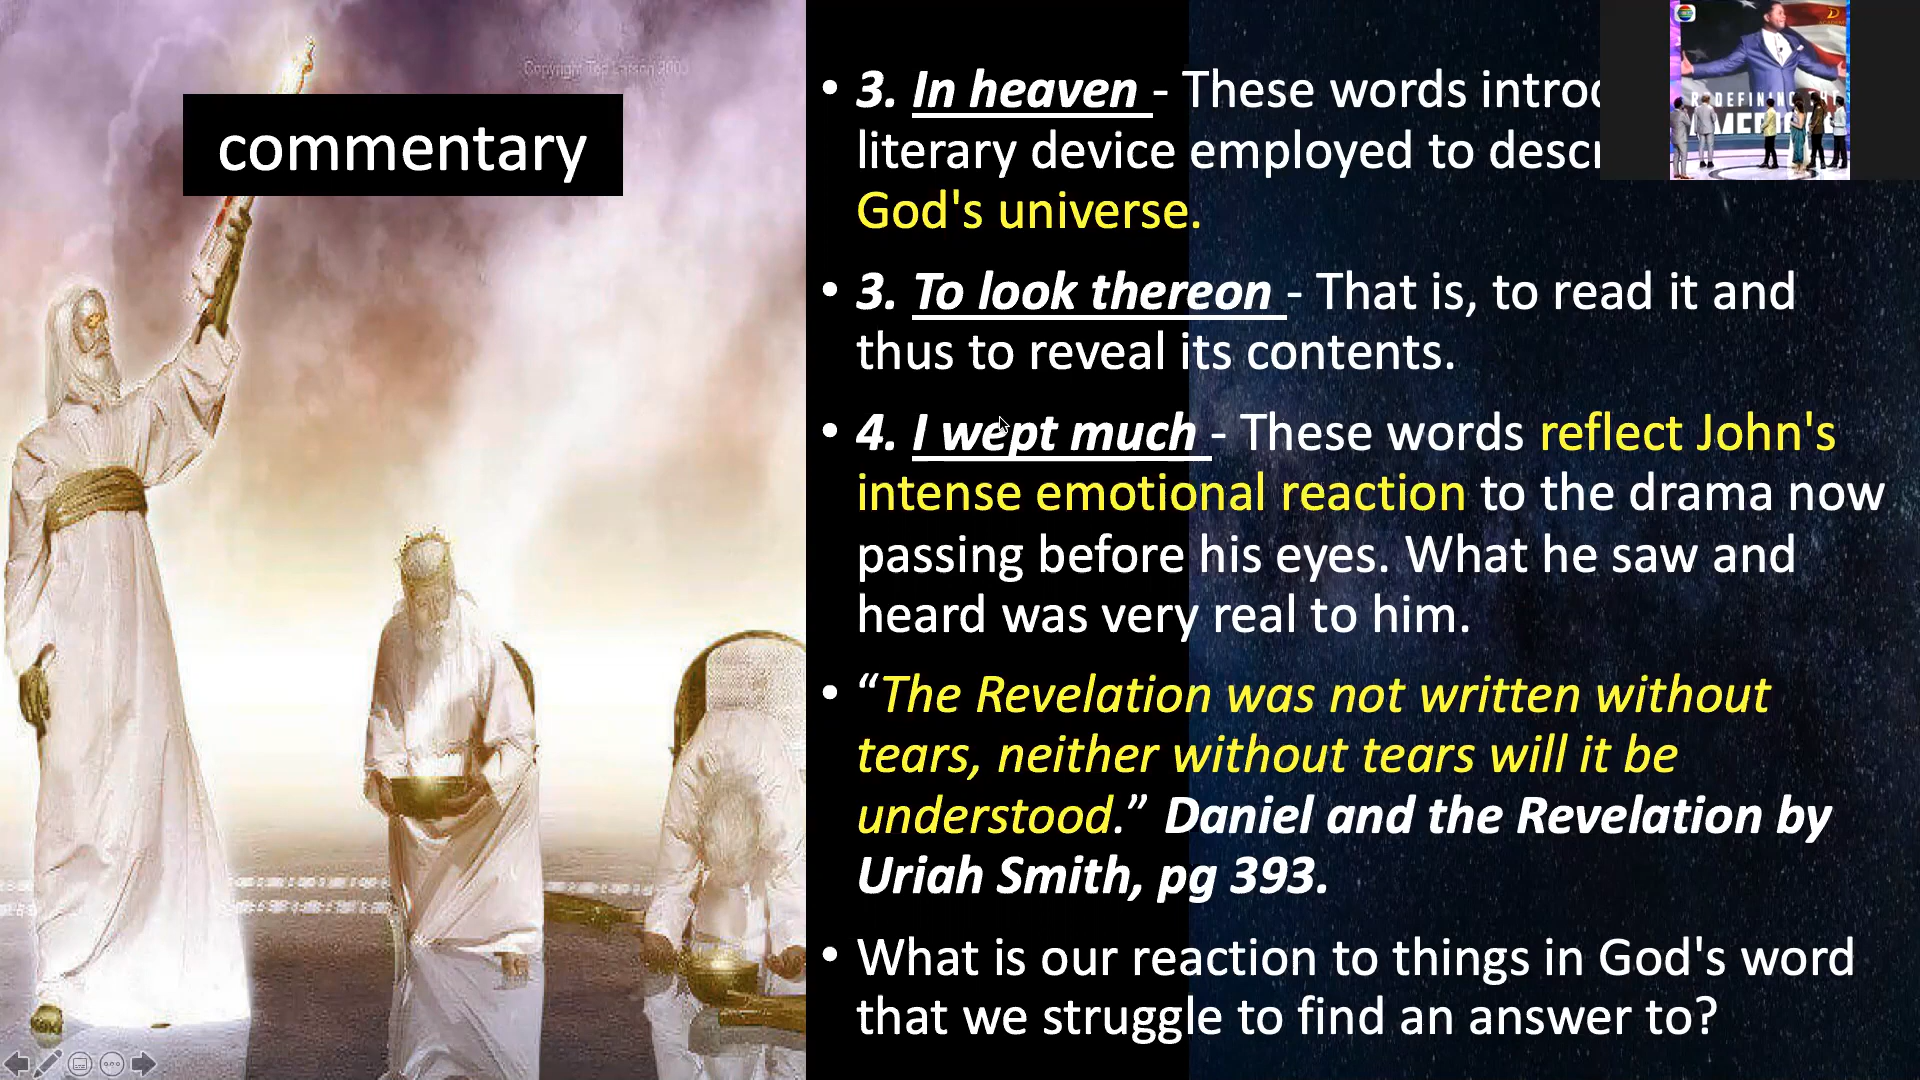 Copyright Ted Larson 2005
commentary
• 3. In heaven - These words
literary device employed to
God's universe.
• 3. To look thereon - That is, to read it and
thus to reveal its contents.
• 4. I wept much - These words reflect John's
intense emotional reaction to the drama now
passing before his eyes. What he saw and
heard was very real to him.
• “The Revelation was not written without
tears, neither without tears will it be
understood.” Daniel and the Revelation by
Uriah Smith, pg 393.
• What is our reaction to things in God's word
that we struggle to find an answer to?